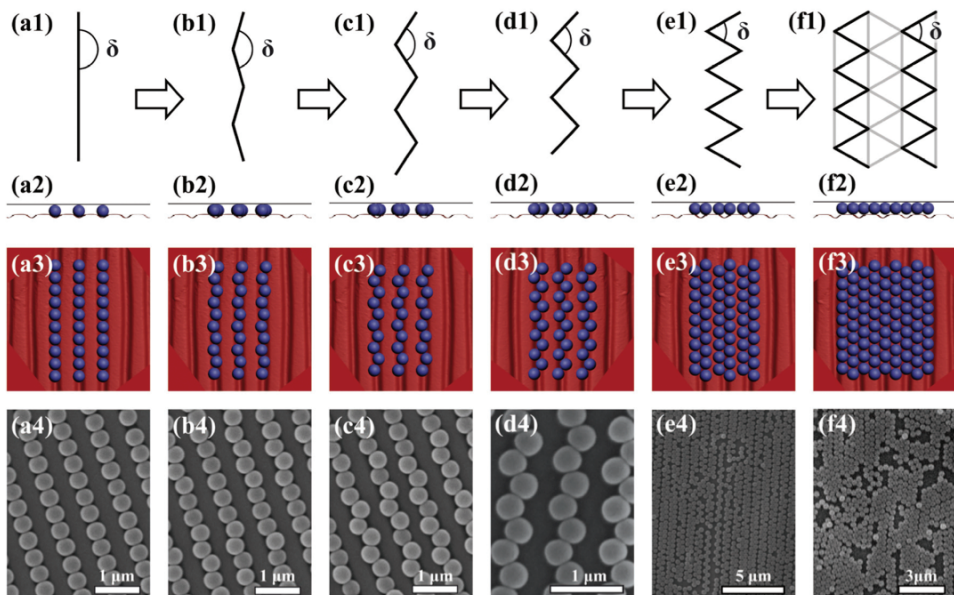 (a1) (b1) (c1) (d1) (e1) (f1)
δ δ δ δ δ δ
(a2) (b2) (c2) (d2) (e2) (f2)
(a3) (b3) (c3) (d3) (e3) (f3)
(a4) (b4) (c4) (d4) (e4) (f4)
1 μm 1 μm 1 μm 1 μm 5 μm 3μm